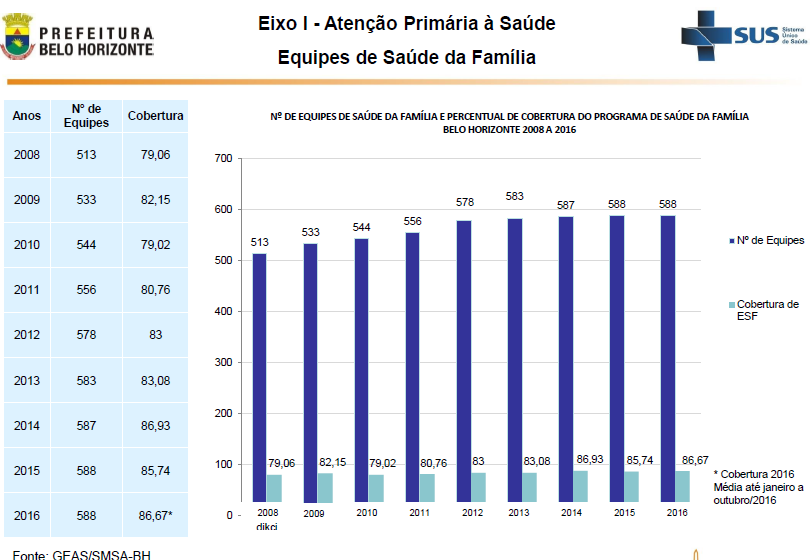 PREFEITURA
BELO HORIZONTE
Eixo I - Atenção Primária à Saúde
Equipes de Saúde da Família
SUS
Sistema
Único
de Saúde
Anos Nº de Equipes Cobertura
2008 513 79,06
2009 533 82,15
2010 544 79,02
2011 556 80,76
2012 578 83
2013 583 83,08
2014 587 86,93
2015 588 85,74
2016 588 86,67*
Nº DE EQUIPES DE SAÚDE DA FAMÍLIA E PERCENTUAL DE COBERTURA DO PROGRAMA DE SAÚDE DA FAMÍLIA
BELO HORIZONTE 2008 A 2016
700
600
500
400
300
200
100
0
513 533 544 556 578 583 587 588 588
79,06 82,15 79,02 80,76 83 83,08 86,93 85,74 86,67
2008 2009 2010 2011 2012 2013 2014 2015 2016
dikci
Nº de Equipes
Cobertura de
ESF
* Cobertura 2016
Média até janeiro a
outubro/2016
Fonte: GEAS/SMSA-BH